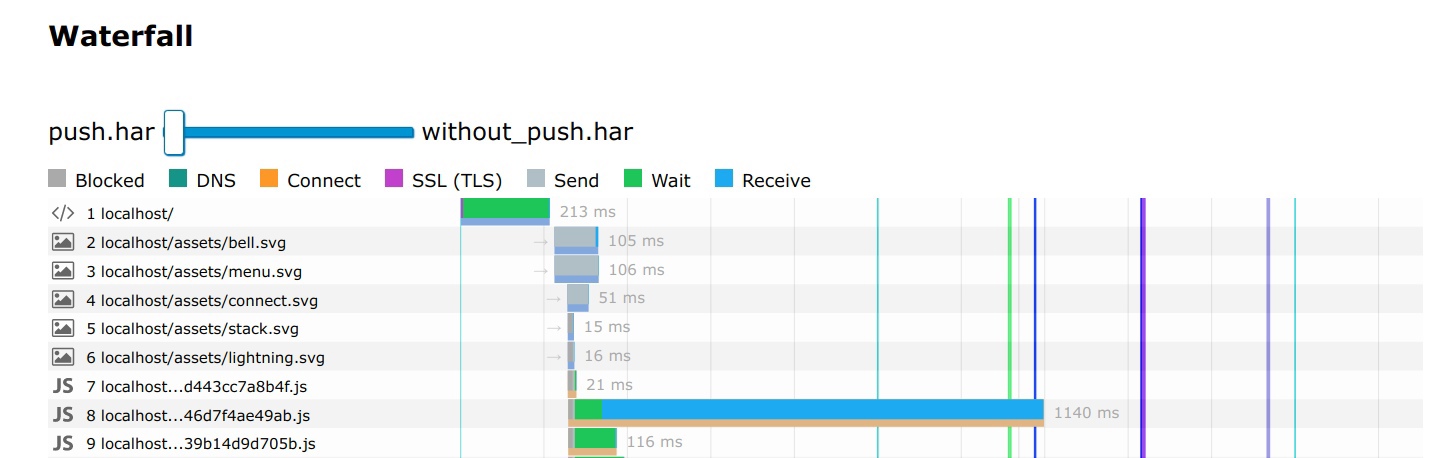 Waterfall
push.har without_push.har
Blocked DNS Connect SSL (TLS) Send Wait Receive
</> 1 localhost/ 213 ms
2 localhost/assets/bell.svg → 105 ms
3 localhost/assets/menu.svg → 106 ms
4 localhost/assets/connect.svg → 51 ms
5 localhost/assets/stack.svg → 15 ms
6 localhost/assets/lightning.svg → 16 ms
JS 7 localhost...d443cc7a8b4f.js 21 ms
JS 8 localhost...46d7f4ae49ab.js 1140 ms
JS 9 localhost...39b14d9d705b.js 116 ms